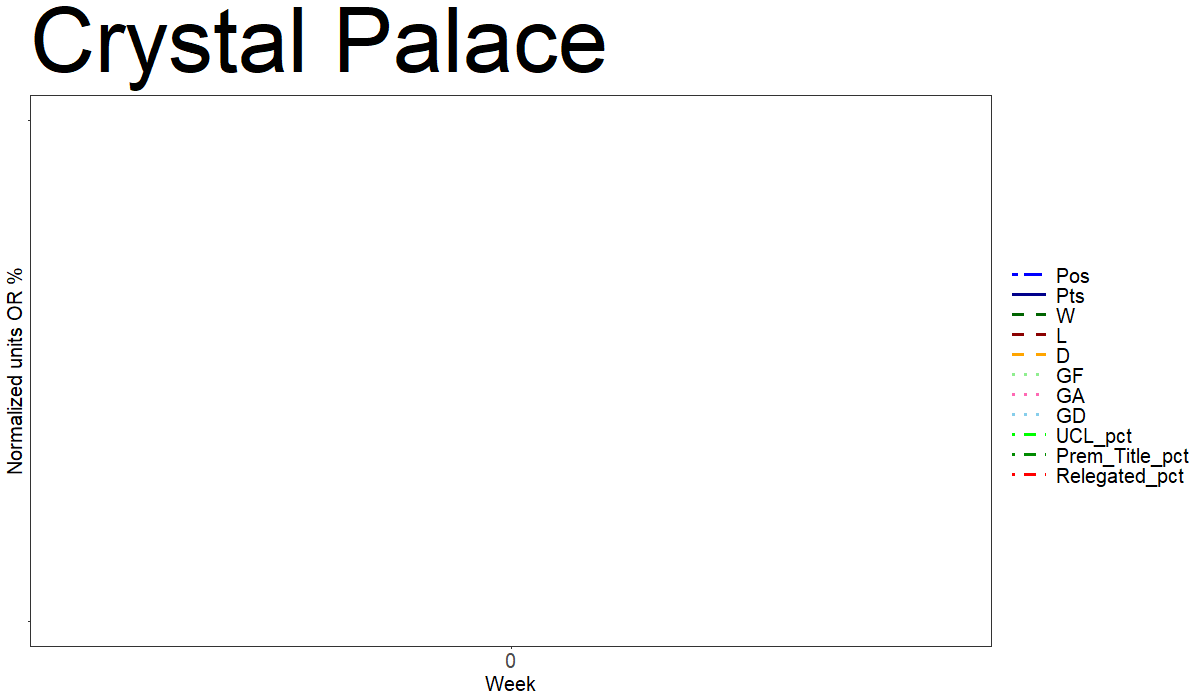 Crystal Palace
Normalized units OR %
0
Week
Pos
Pts
W
L
D
GF
GA
GD
UCL_pct
Prem_Title_pct
Relegated_pct